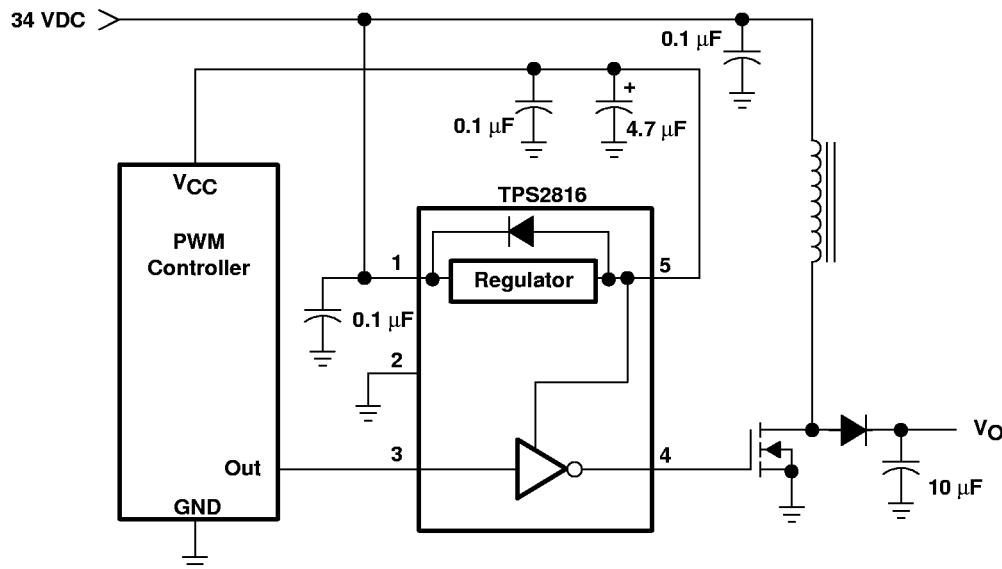 34 VDC
0.1 μF
0.1 μF
4.7 μF
+
TPS2816
VCC
PWM
Controller
1
Regulator
5
0.1 μF
2
Out
3
4
VO
GND
10 μF